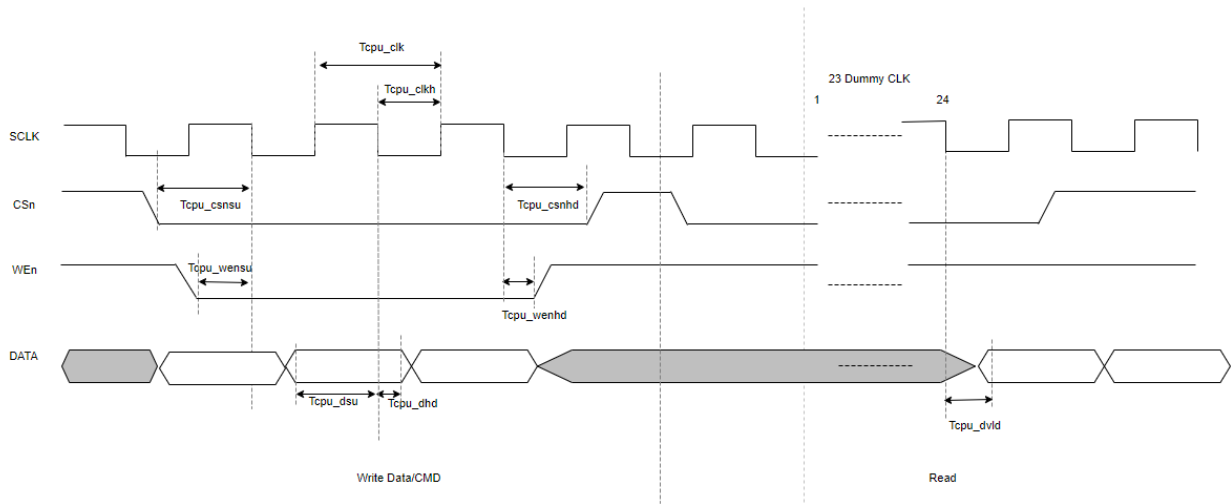 Tcpu_clk
23 Dummy CLK
Tcpu_clkh
1
24
SCLK
CSn
Tcpu_csnsu
Tcpu_csnhd
WEn
Tcpu_wensu
Tcpu_wenhd
DATA
Tcpu_dsu
Tcpu_dhd
Tcpu_dvld
Write Data/CMD
Read